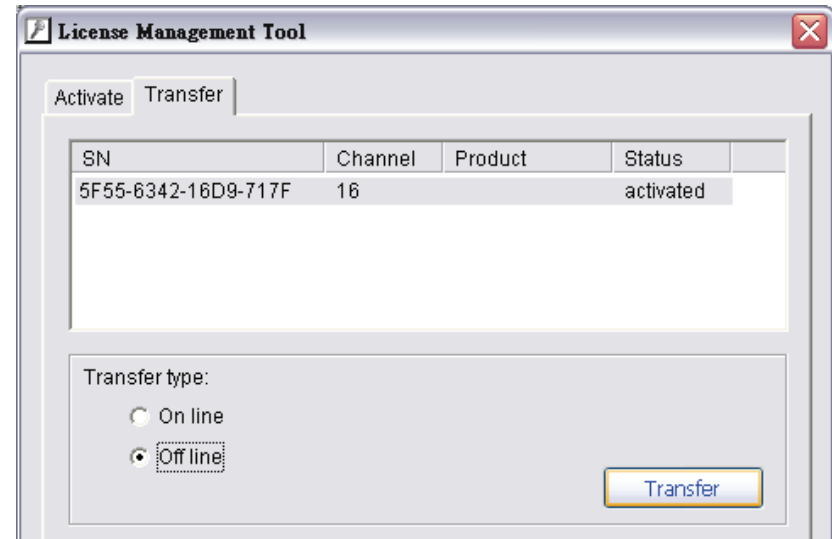 License Management Tool
Activate Transfer
SN Channel Product Status
5F55-6342-16D9-717F 16 activated
Transfer type:
On line
Off line
Transfer